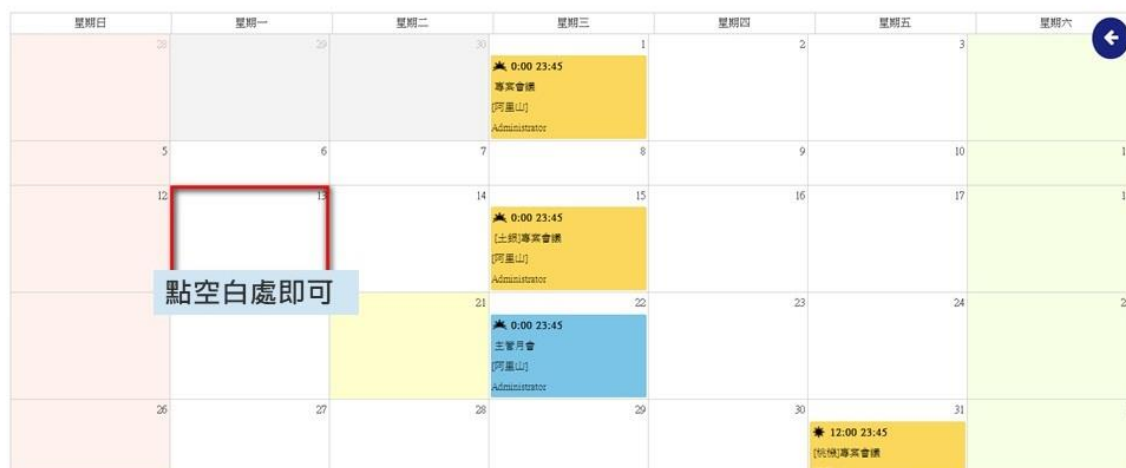 星期日 星期一 星期二 星期三 星期四 星期五 星期六
28 29 30 1 2 3
0:00 23:45
專案會議
[阿里山]
Administrator
5 6 7 8 9 10
12 13 14 15 16 17
0:00 23:45
[土銀]專案會議
[阿里山]
Administrator
點空白處即可
21 22 23 24
0:00 23:45
主管月會
[阿里山]
Administrator
26 27 28 29 30 31
12:00 23:45
[桃機]專案會議